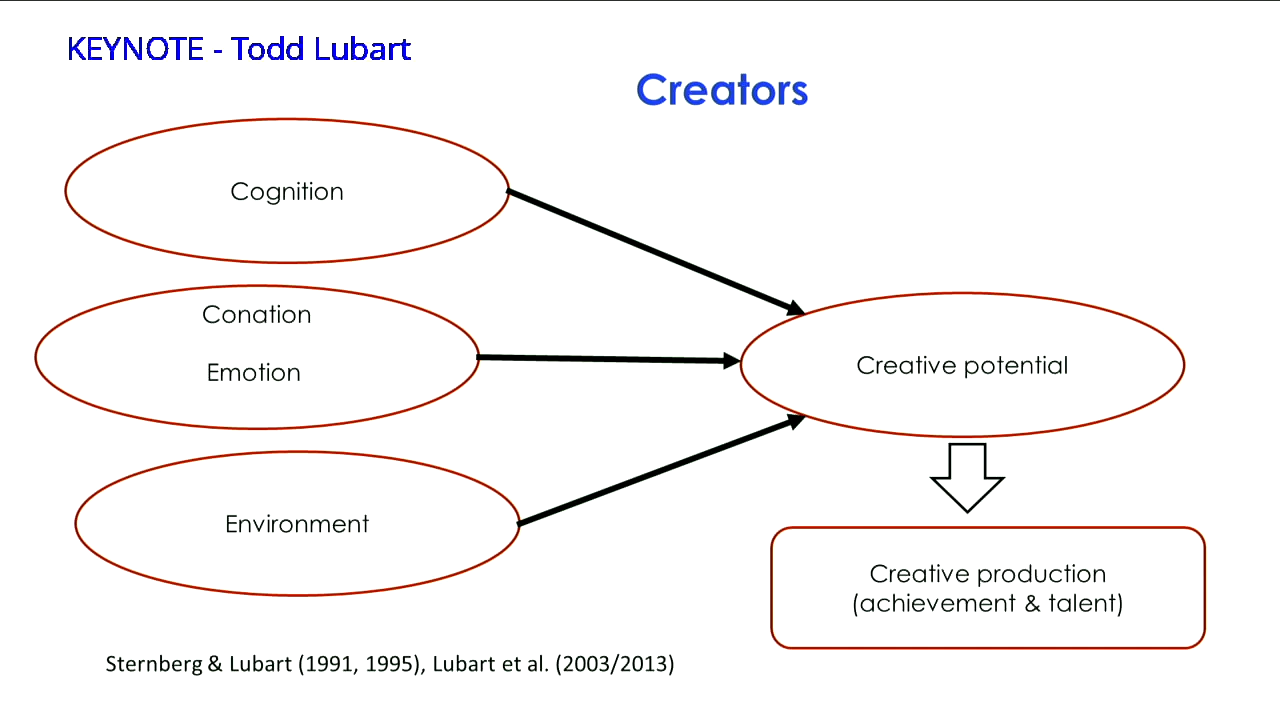 KEYNOTE - Todd Lubart
Creators
Cognition
Conation
Emotion
Environment
Creative potential
Creative production
(achievement & talent)
Sternberg & Lubart (1991, 1995), Lubart et al. (2003/2013)